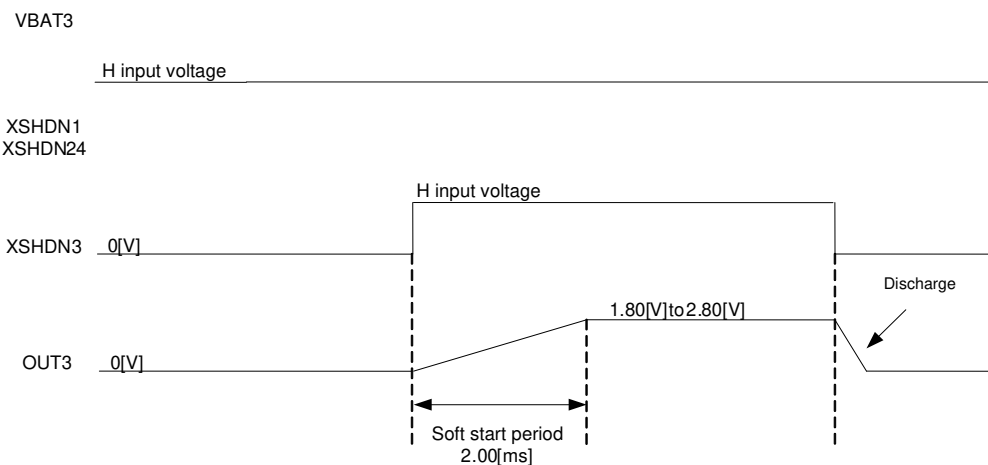 VBAT3
H input voltage
XSHDN1
XSHDN24
H input voltage
XSHDN3 0[V]
Discharge
1.80[V]to2.80[V]
OUT3 0[V]
Soft start period
2.00[ms]